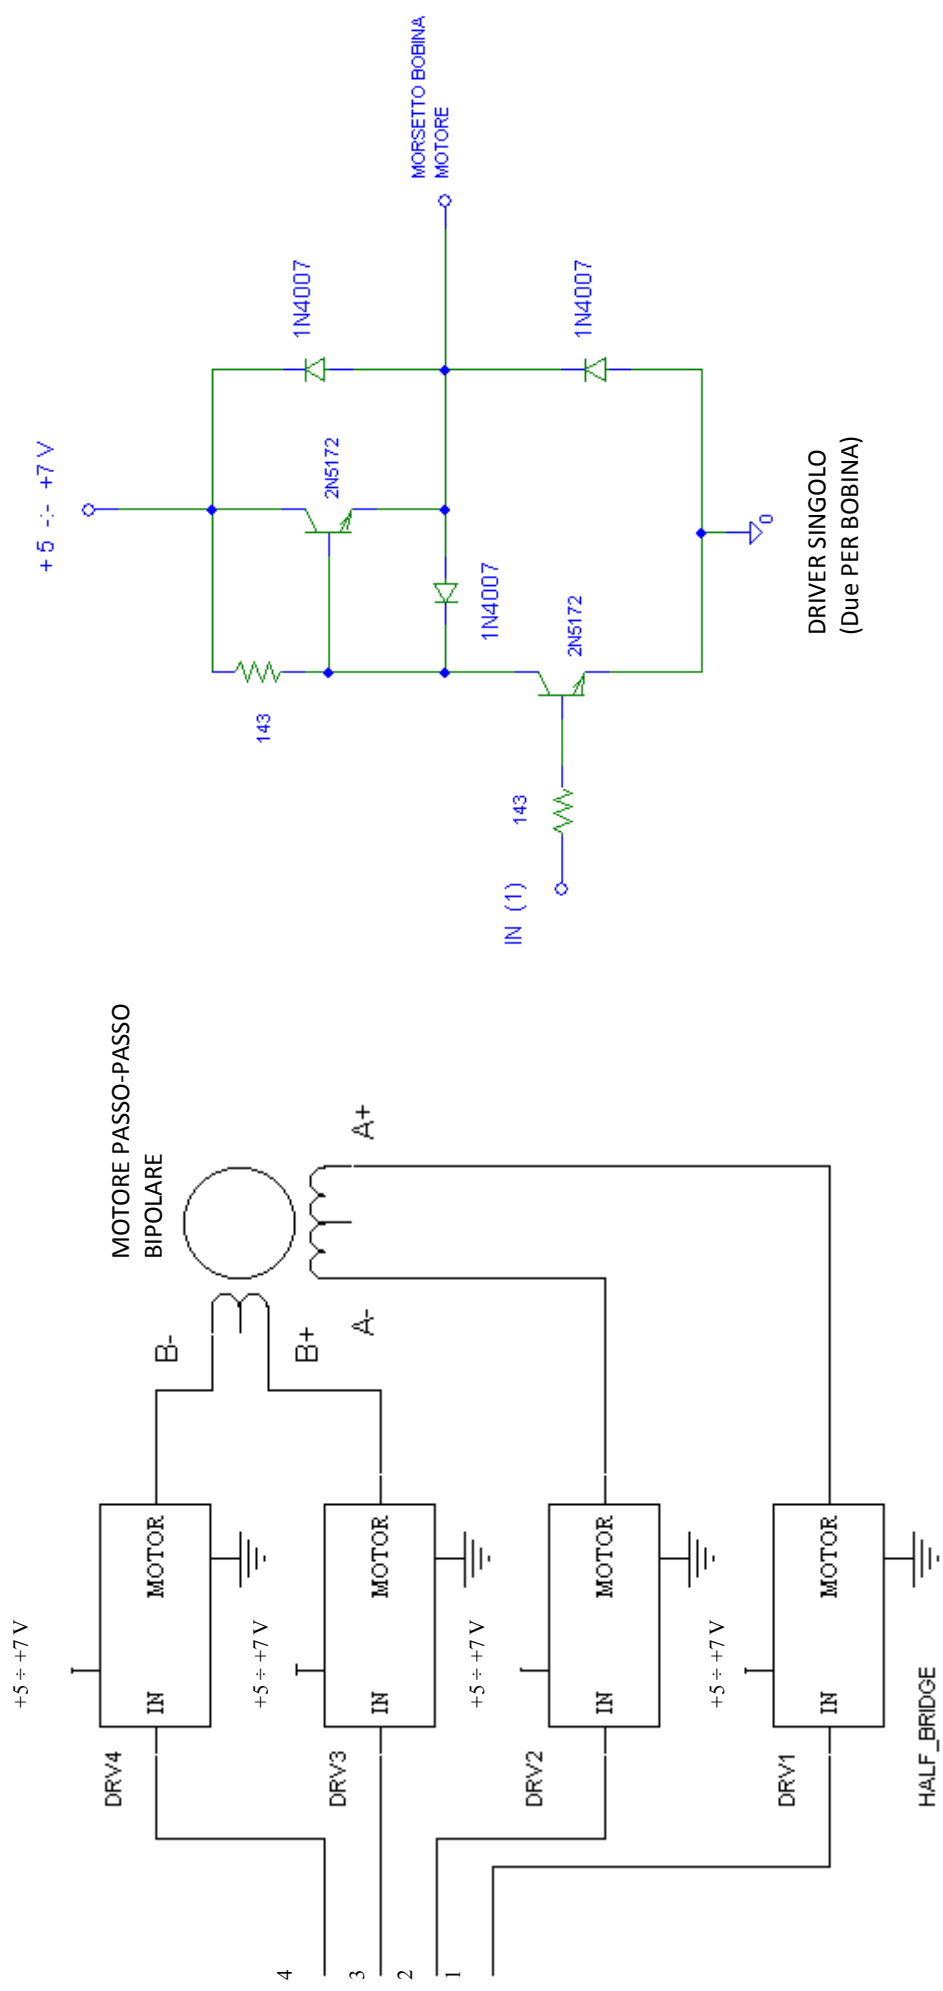 MOTORE PASSO-PASSO
BIPOLARE
+5 ÷ +7 V
DRV4
IN
MOTOR
B-
B+
+5 ÷ +7 V
DRV3
IN
MOTOR
A-
A+
+5 ÷ +7 V
DRV2
IN
MOTOR
+5 ÷ +7 V
DRV1
IN
MOTOR
HALF_BRIDGE
4
3
2
1
+ 5 -:- +7 V
143
2N5172
1N4007
MORSETTO BOBINA
MOTORE
1N4007
IN (1)
143
2N5172
1N4007
0
DRIVER SINGOLO
(Due PER BOBINA)